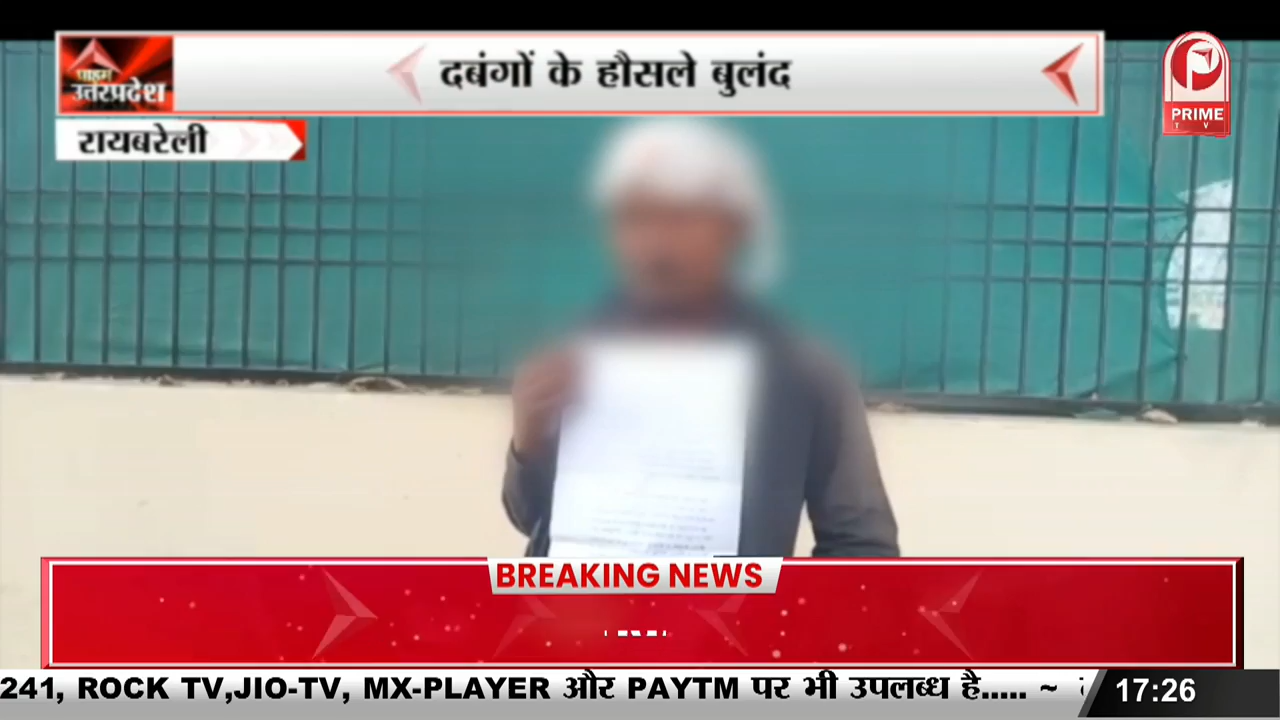 दबंगों के हौसले बुलंद
प्राइम
उत्तरप्रदेश
PRIME
TV
रायबरेली
BREAKING NEWS
241, ROCK TV,JIO-TV, MX-PLAYER और PAYTM पर भी उपलब्ध है..... ~
17:26